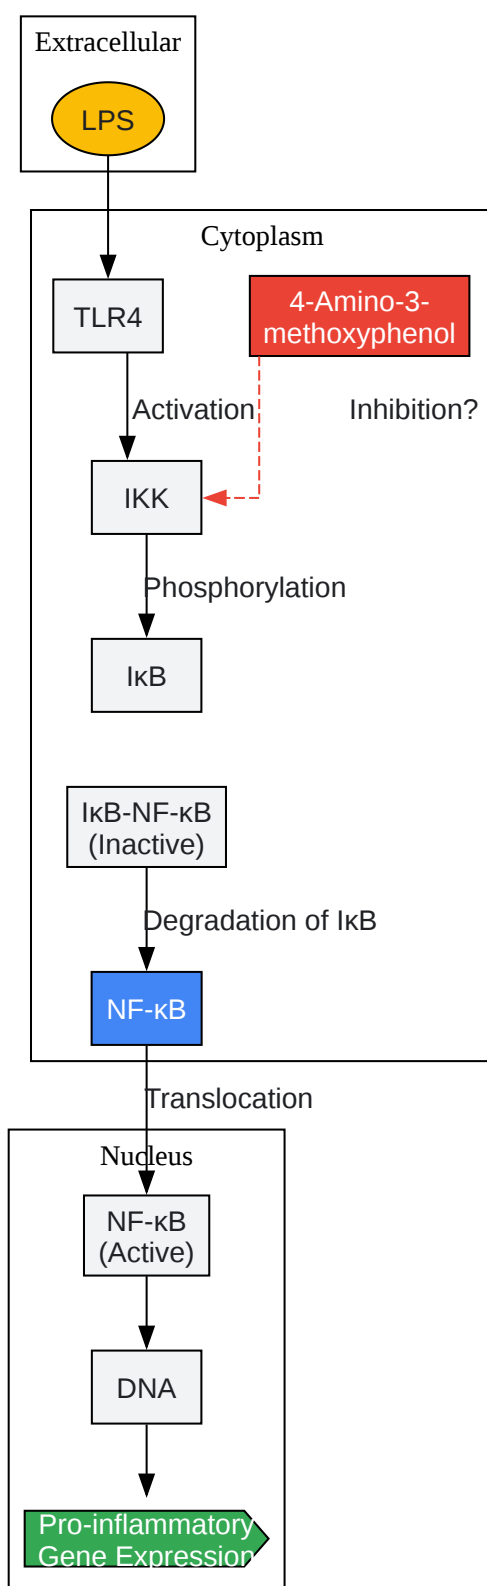 Extracellular
LPS
Cytoplasm
TLR4
4-Amino-3-
methoxyphenol
Activation
Inhibition?
IKK
Phosphorylation
IκB
IκB-NF-κB
(Inactive)
Degradation of IκB
NF-κB
Translocation
Nucleus
NF-κB
(Active)
DNA
Pro-inflammatory
Gene Expression